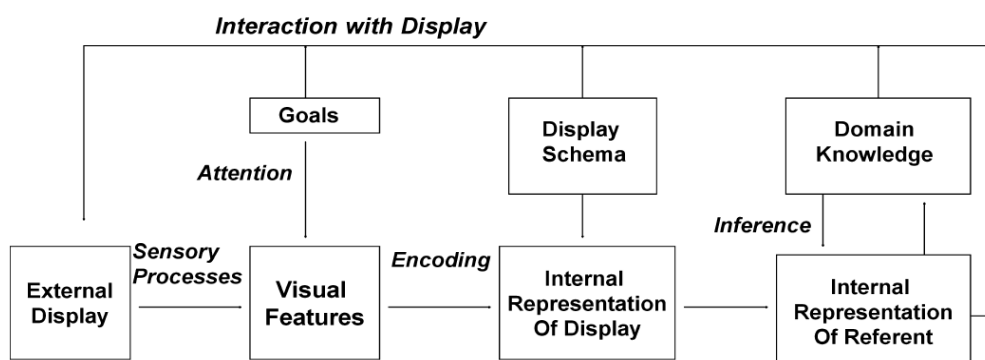 Interaction with Display
Goals
Display
Schema
Domain
Knowledge
Attention
Inference
Sensory
Processes
Encoding
External
Display
Visual
Features
Internal
Representation
Of Display
Internal
Representation
Of Referent